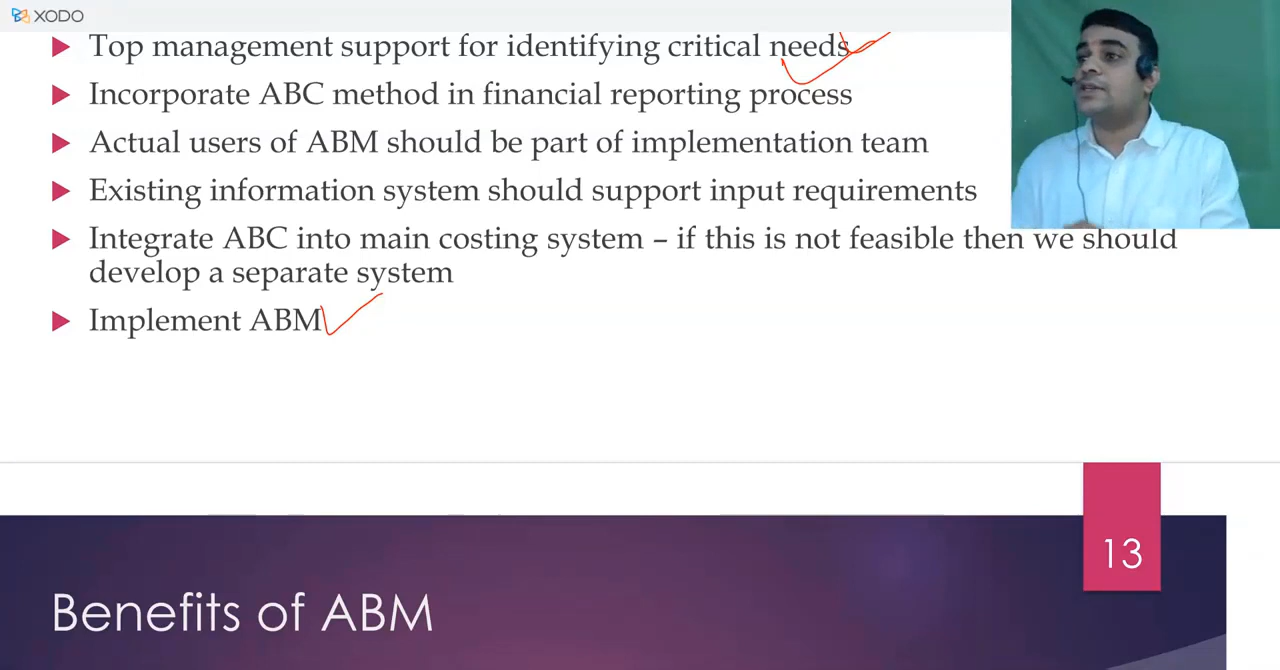 XODO
Top management support for identifying critical needs
Incorporate ABC method in financial reporting process
Actual users of ABM should be part of implementation team
Existing information system should support input requirements
Integrate ABC into main costing system – if this is not feasible then we should
develop a separate system
Implement ABM
13
Benefits of ABM